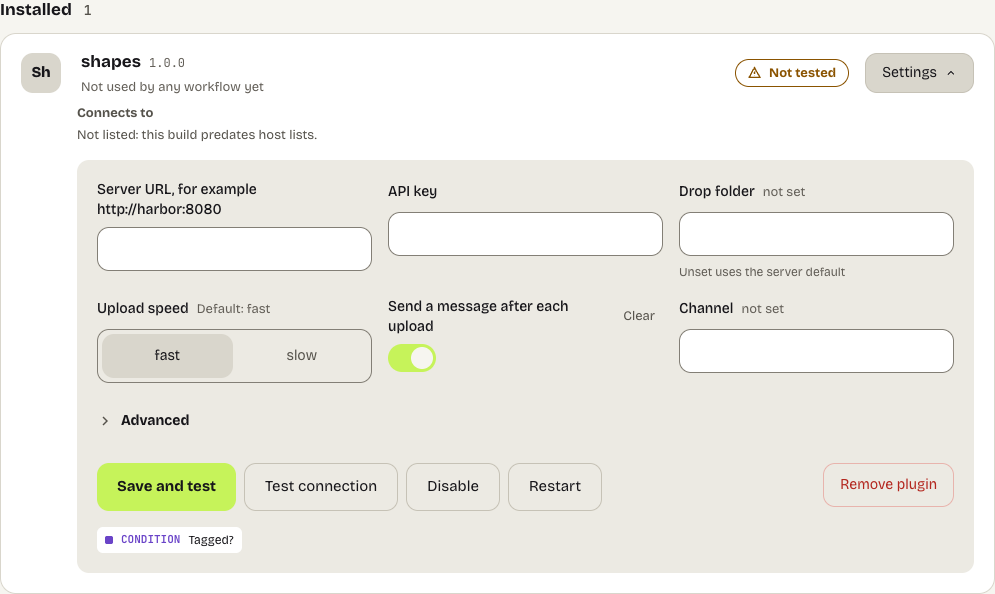 Installed 1
Sh
shapes 1.0.0
Not used by any workflow yet
Not tested
Settings
Connects to
Not listed: this build predates host lists.
Server URL, for example
http://harbor:8080
API key
Drop folder not set
Unset uses the server default
Upload speed Default: fast
fast
slow
Send a message after each
upload
Clear
Channel not set
Advanced
Save and test
Test connection
Disable
Restart
Remove plugin
CONDITION Tagged?